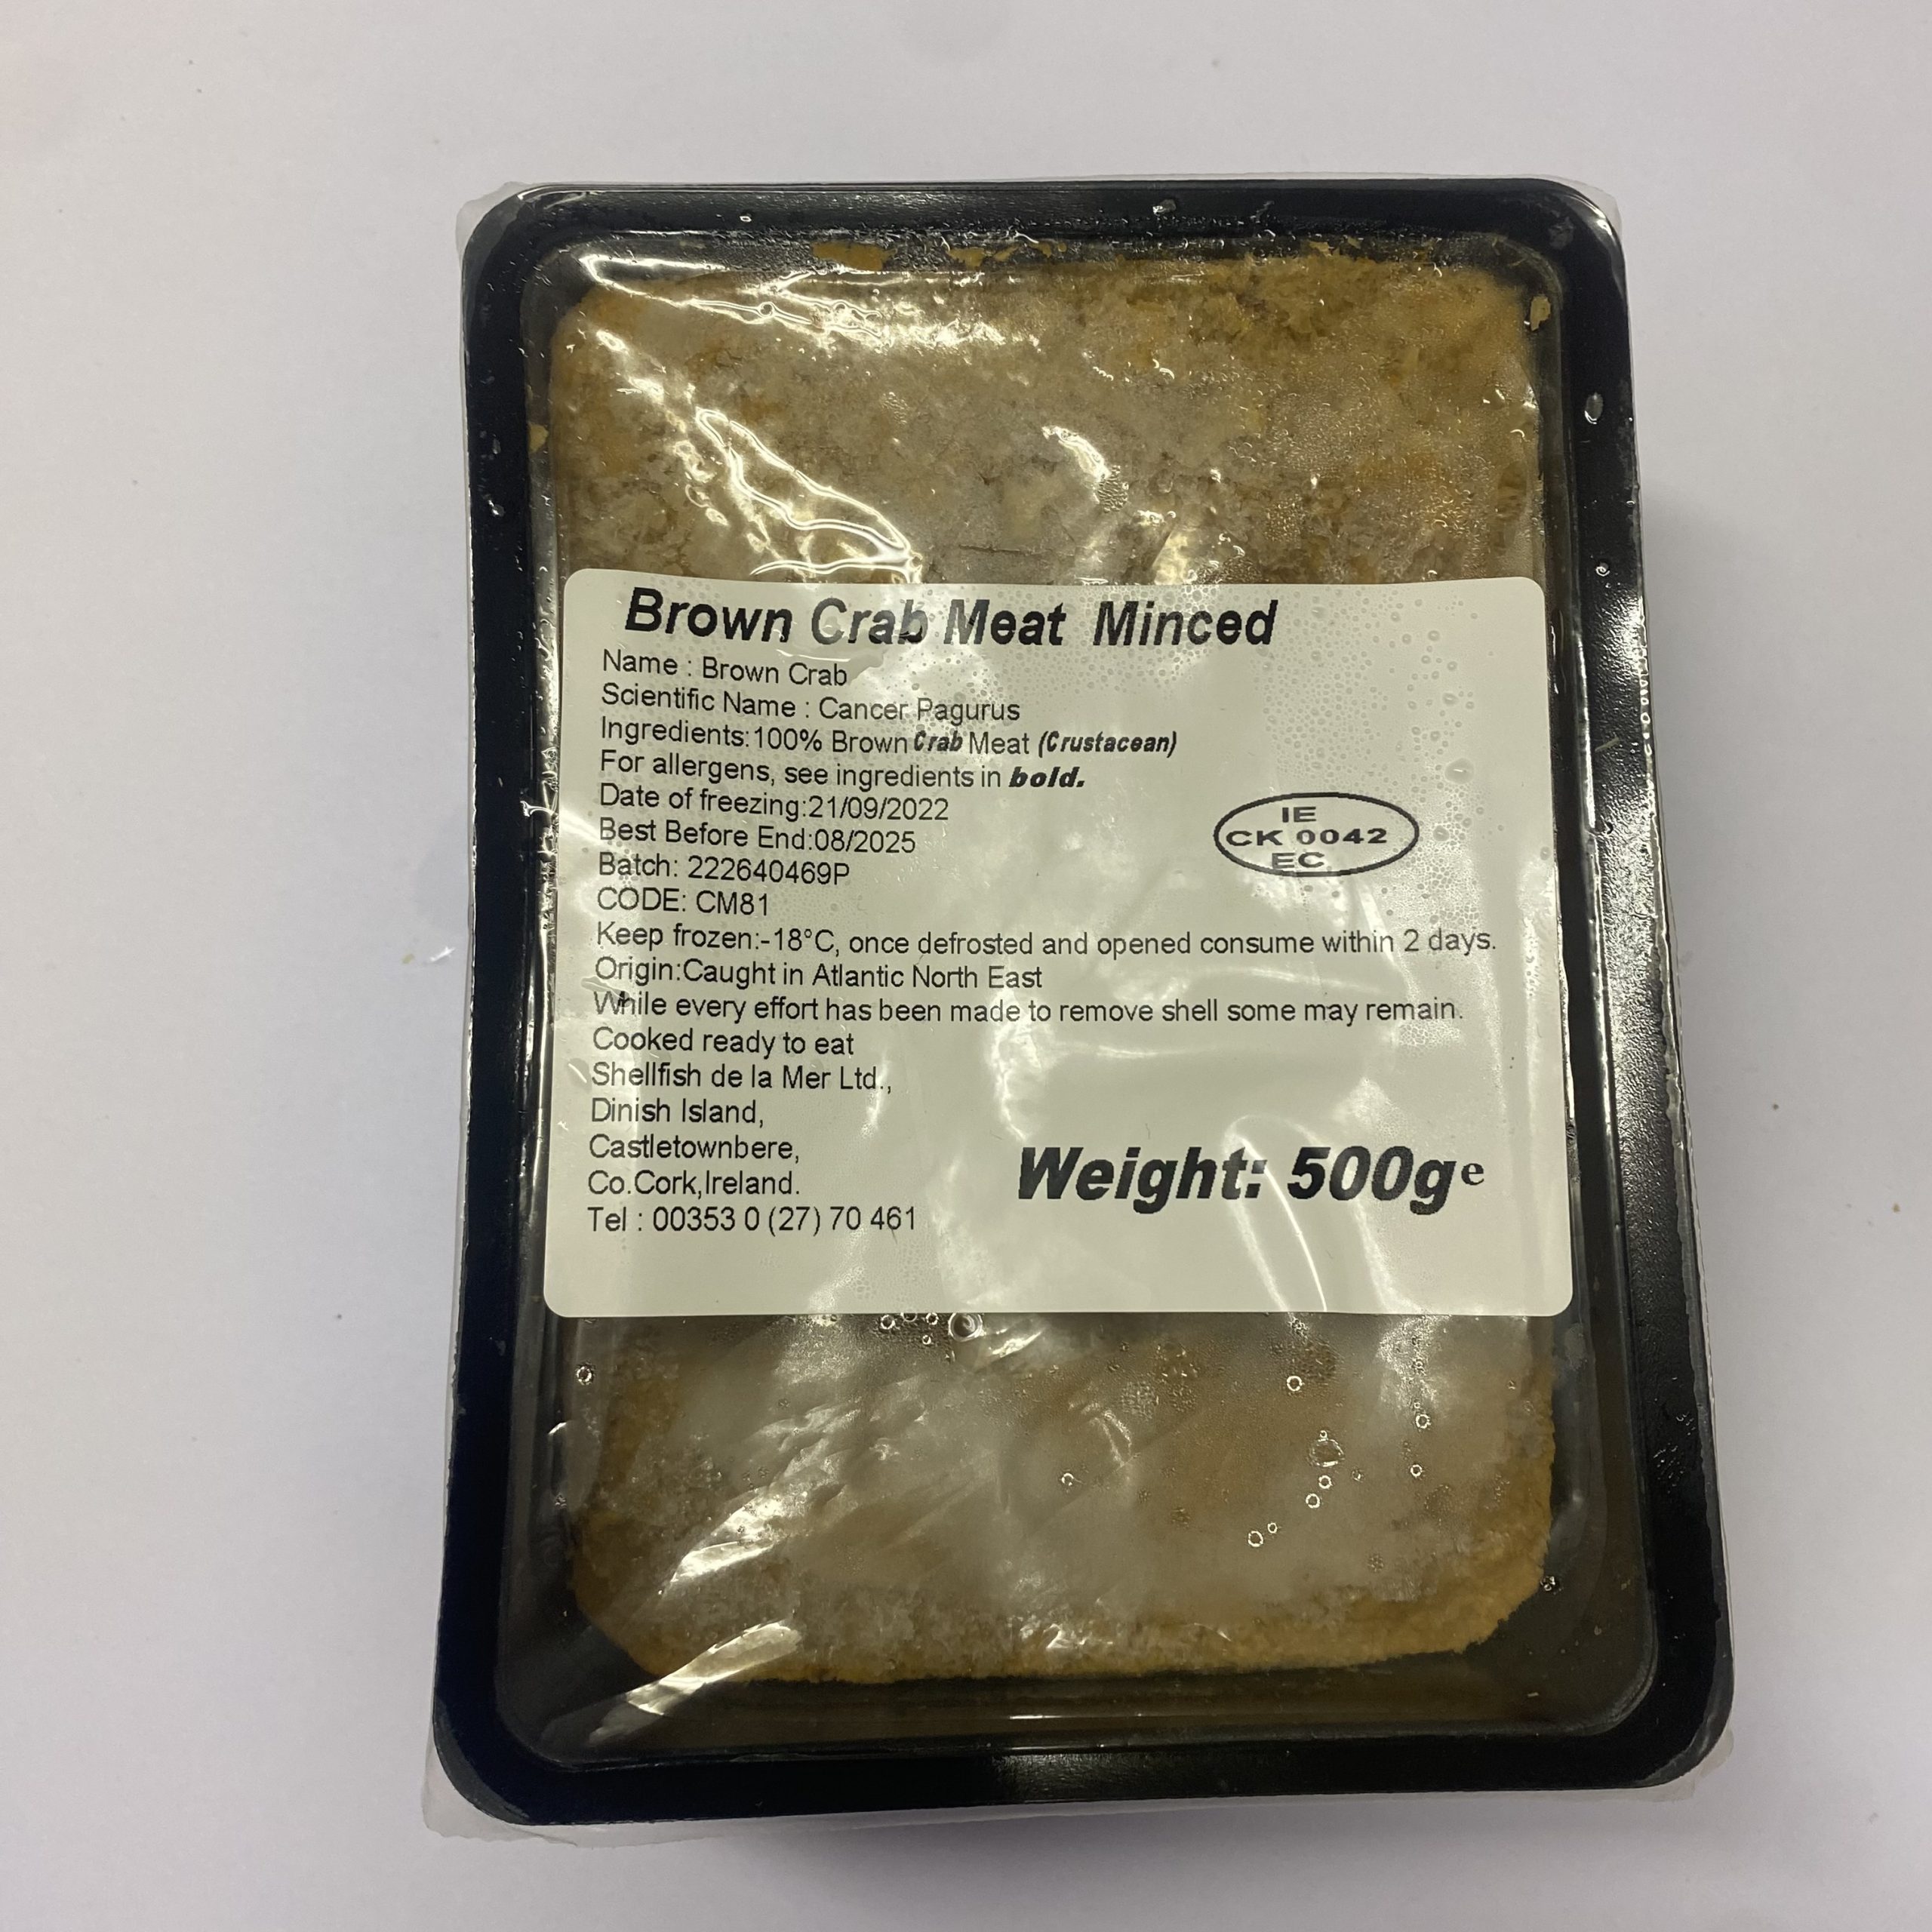 Brown Crab Meat Minced
Name : Brown Crab
Scientific Name : Cancer Pagurus
Ingredients:100% Brown Crab Meat (Crustacean)
For allergens, see ingredients in bold.
Date of freezing:21/09/2022
Best Before End:08/2025
Batch: 222640469P
CODE: CM81
IE
CK 0042
EC
Keep frozen:-18°C, once defrosted and opened consume within 2 days.
Origin:Caught in Atlantic North East
While every effort has been made to remove shell some may remain.
Cooked ready to eat
Shellfish de la Mer Ltd.,
Dinish Island,
Castletownbere,
Co.Cork,Ireland.
Tel : 00353 0 (27) 70 461
Weight: 500g e